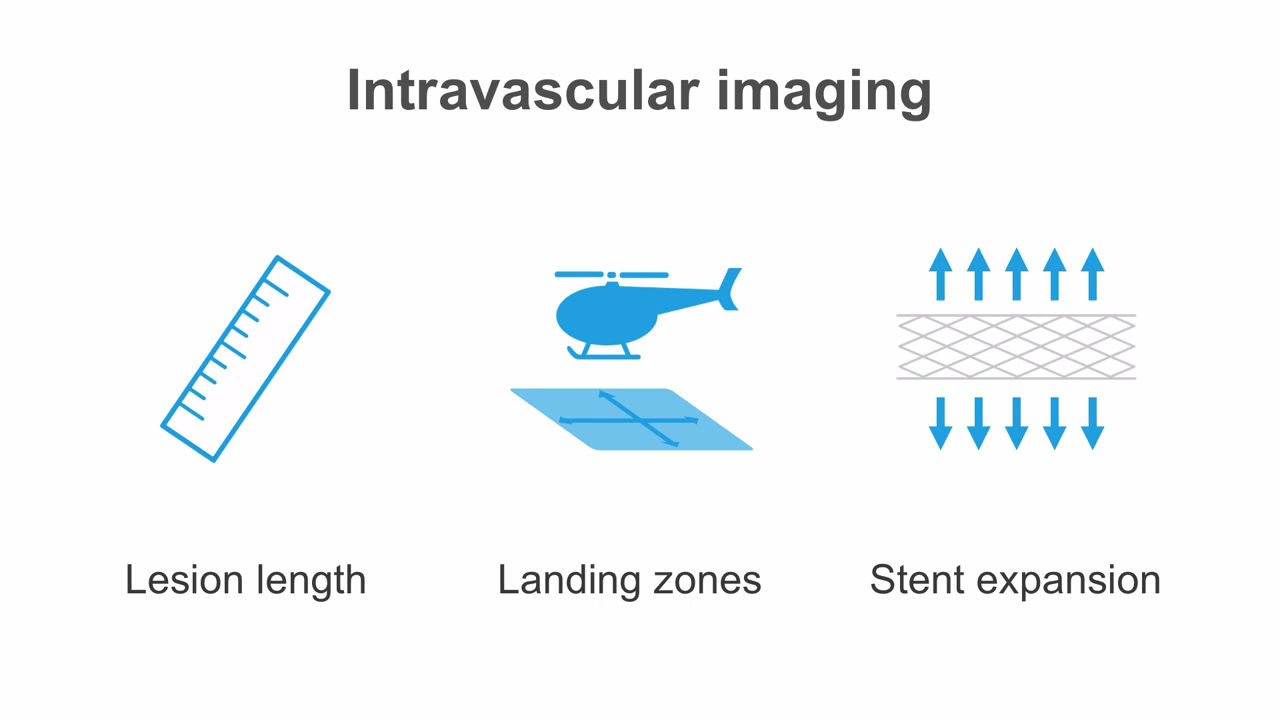 Intravascular imaging
Lesion length
Landing zones
Stent expansion